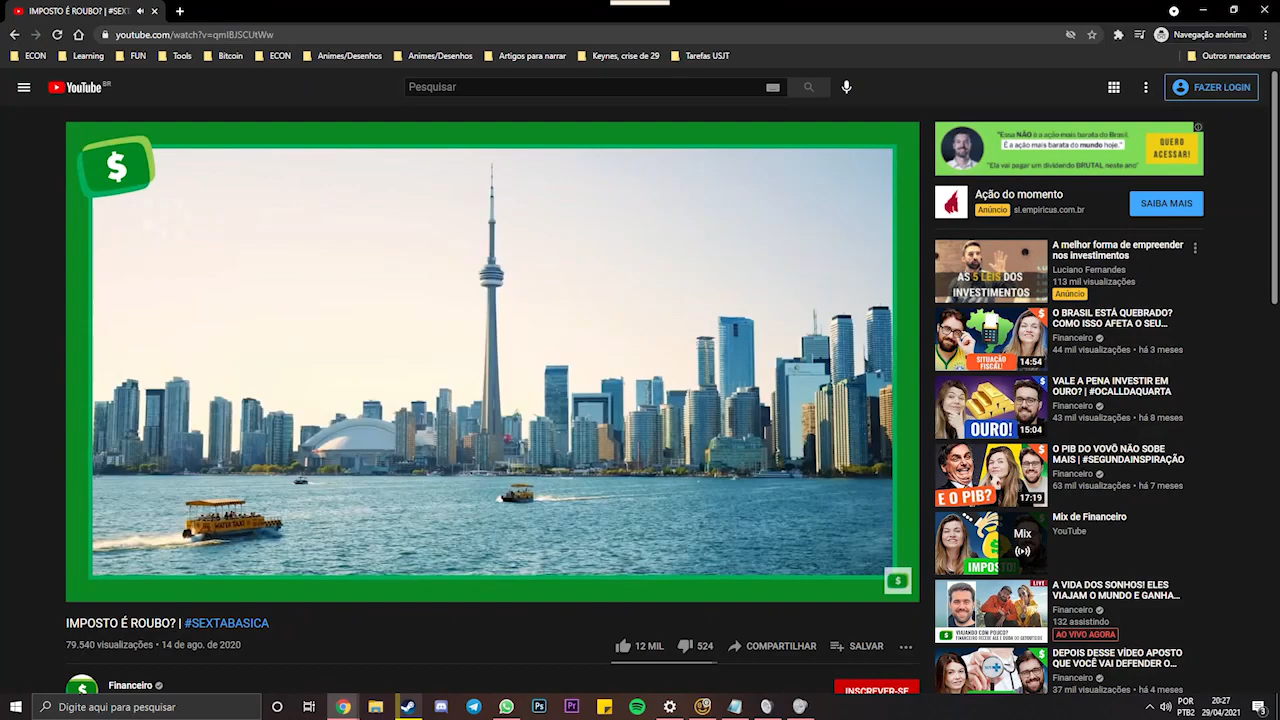 IMPOSTO É ROUBO? | #SEXT
youtube.com/watch?v=qmIBJSCUtWw
Navegação anónima
ECON
Learning
FUN
Tools
Bitcoin
ECON
Animes/Desenhos
Animes/Desenhos
Artigos para narrar
Keynes, crise de 29
Tarefas USJT
Outros marcadores
YouTube BR
Pesquisar
FAZER LOGIN
$
WATER TAXI
$
IMPOSTO É ROUBO? | #SEXTABASICA
79.540 visualizações • 14 de ago. de 2020
12 MIL
524
COMPARTILHAR
SALVAR
Financeiro
INSCREVER-SE
"Essa NÃO é a ação mais barata do Brasil.
É a ação mais barata do mundo hoje."
"Ela vai pagar um dividendo BRUTAL neste ano"
QUERO
ACESSAR!
Ação do momento
Anúncio sl.empiricus.com.br
SAIBA MAIS
AS 5 LEIS DOS
INVESTIMENTOS
A melhor forma de empreender
nos investimentos
Luciano Fernandes
113 mil visualizações
Anúncio
SITUAÇÃO
FISCAL!
14:54
O BRASIL ESTÁ QUEBRADO?
COMO ISSO AFETA O SEU...
Financeiro
44 mil visualizações • há 3 meses
OURO!
15:04
VALE A PENA INVESTIR EM
OURO? | #OCALLDAQUARTA
Financeiro
43 mil visualizações • há 8 meses
E O PIB?
17:19
O PIB DO VOVÔ NÃO SOBE
MAIS | #SEGUNDAINSPIRAÇÃO
Financeiro
63 mil visualizações • há 7 meses
IMPOSTO!
Mix
Mix de Financeiro
YouTube
LIVE
VIAJANDO COM POUCO?
A VIDA DOS SONHOS! ELES
VIAJAM O MUNDO E GANHA...
Financeiro
132 assistindo
AO VIVO AGORA
DEPOIS DESSE VÍDEO APOSTO
QUE VOCÊ VAI DEFENDER O...
Financeiro
37 mil visualizações • há 4 meses
Digite aqui para pesquisar
POR
PTB2
20:27
29/04/2021